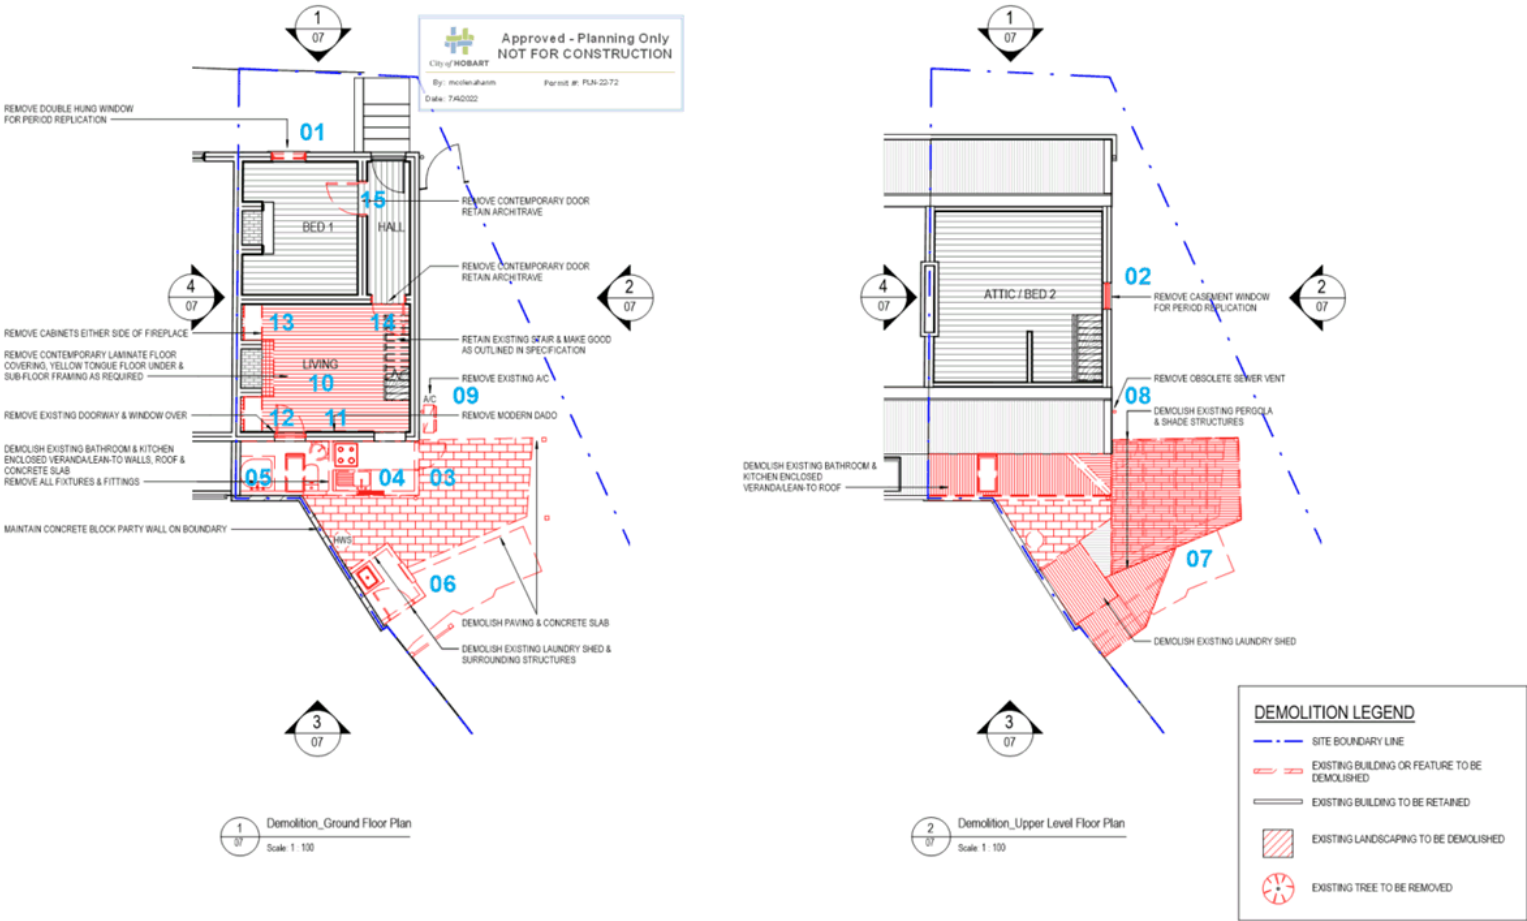 1
07
City of HOBART
Approved - Planning Only
NOT FOR CONSTRUCTION
By: mcclenahanm
Permit #: PLN-22-72
Date: 7/4/2022
REMOVE DOUBLE HUNG WINDOW
FOR PERIOD REPLICATION
01
15
REMOVE CONTEMPORARY DOOR
RETAIN ARCHITRAVE
BED 1
HALL
REMOVE CONTEMPORARY DOOR
RETAIN ARCHITRAVE
4
07
2
07
13
14
REMOVE CABINETS EITHER SIDE OF FIREPLACE
RETAIN EXISTING STAIR & MAKE GOOD
AS OUTLINED IN SPECIFICATION
REMOVE CONTEMPORARY LAMINATE FLOOR
COVERING, YELLOW TONGUE FLOOR UNDER &
SUB-FLOOR FRAMING AS REQUIRED
LIVING
10
REMOVE EXISTING A/C
A/C
09
REMOVE EXISTING DOORWAY & WINDOW OVER
12
11
REMOVE MODERN DADO
DEMOLISH EXISTING BATHROOM & KITCHEN
ENCLOSED VERANDA/LEAN-TO WALLS, ROOF &
CONCRETE SLAB
REMOVE ALL FIXTURES & FITTINGS
05
04
03
MAINTAIN CONCRETE BLOCK PARTY WALL ON BOUNDARY
HWS
06
DEMOLISH PAVING & CONCRETE SLAB
DEMOLISH EXISTING LAUNDRY SHED &
SURROUNDING STRUCTURES
3
07
1
07
Demolition_Ground Floor Plan
Scale: 1 : 100
1
07
4
07
2
07
ATTIC / BED 2
02
REMOVE CASEMENT WINDOW
FOR PERIOD REPLICATION
REMOVE OBSOLETE SEWER VENT
08
DEMOLISH EXISTING PERGOLA
& SHADE STRUCTURES
DEMOLISH EXISTING BATHROOM &
KITCHEN ENCLOSED
VERANDA/LEAN-TO ROOF
07
DEMOLISH EXISTING LAUNDRY SHED
3
07
2
07
Demolition_Upper Level Floor Plan
Scale: 1 : 100
DEMOLITION LEGEND
SITE BOUNDARY LINE
EXISTING BUILDING OR FEATURE TO BE
DEMOLISHED
EXISTING BUILDING TO BE RETAINED
EXISTING LANDSCAPING TO BE DEMOLISHED
EXISTING TREE TO BE REMOVED